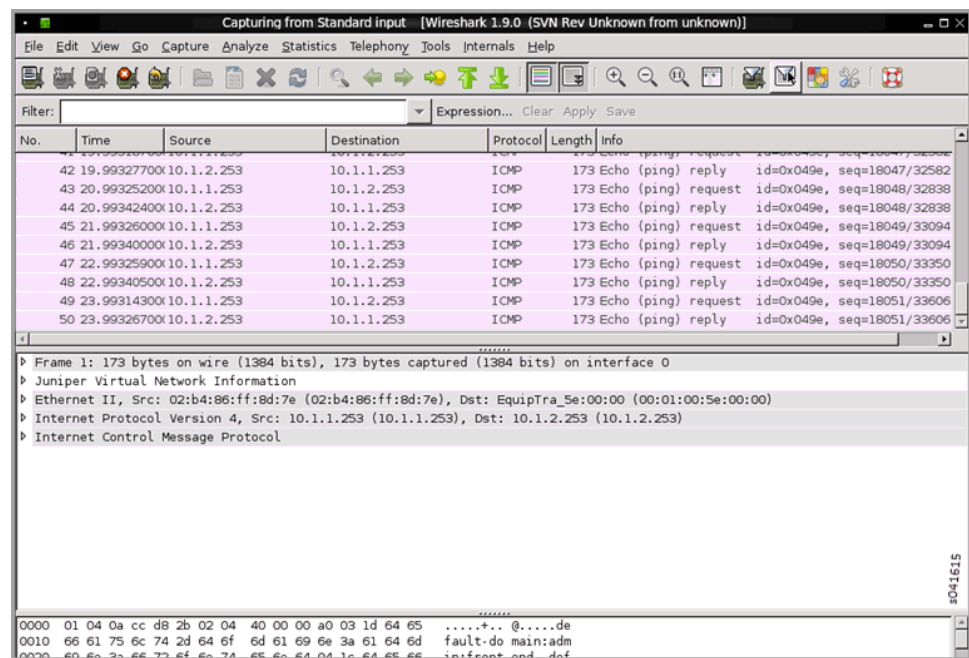 Capturing from Standard input [Wireshark 1.9.0 (SVN Rev Unknown from unknown)]
File Edit View Go Capture Analyze Statistics Telephony Tools Internals Help
Filter: Expression... Clear Apply Save
No. Time Source Destination Protocol Length Info
42 19.99327700( 10.1.2.253 10.1.1.253 ICMP 173 Echo (ping) reply id=0x049e, seq=18047/32582
43 20.99325200( 10.1.1.253 10.1.2.253 ICMP 173 Echo (ping) request id=0x049e, seq=18048/32838
44 20.99342400( 10.1.2.253 10.1.1.253 ICMP 173 Echo (ping) reply id=0x049e, seq=18048/32838
45 21.99326000( 10.1.1.253 10.1.2.253 ICMP 173 Echo (ping) request id=0x049e, seq=18049/33094
46 21.99340000( 10.1.2.253 10.1.1.253 ICMP 173 Echo (ping) reply id=0x049e, seq=18049/33094
47 22.99325900( 10.1.1.253 10.1.2.253 ICMP 173 Echo (ping) request id=0x049e, seq=18050/33350
48 22.99340500( 10.1.2.253 10.1.1.253 ICMP 173 Echo (ping) reply id=0x049e, seq=18050/33350
49 23.99314300( 10.1.1.253 10.1.2.253 ICMP 173 Echo (ping) request id=0x049e, seq=18051/33606
50 23.99326700( 10.1.2.253 10.1.1.253 ICMP 173 Echo (ping) reply id=0x049e, seq=18051/33606
Frame 1: 173 bytes on wire (1384 bits), 173 bytes captured (1384 bits) on interface 0
Juniper Virtual Network Information
Ethernet II, Src: 02:b4:86:ff:8d:7e (02:b4:86:ff:8d:7e), Dst: EquipTra_5e:00:00 (00:01:00:5e:00:00)
Internet Protocol Version 4, Src: 10.1.1.253 (10.1.1.253), Dst: 10.1.2.253 (10.1.2.253)
Internet Control Message Protocol
s041615
0000 01 04 0a cc d8 2b 02 04 40 00 00 a0 03 1d 64 65 .....+.. @.....de
0010 66 61 75 6c 74 2d 64 6f 6d 61 69 6e 3a 61 64 6d fault-do main:adm